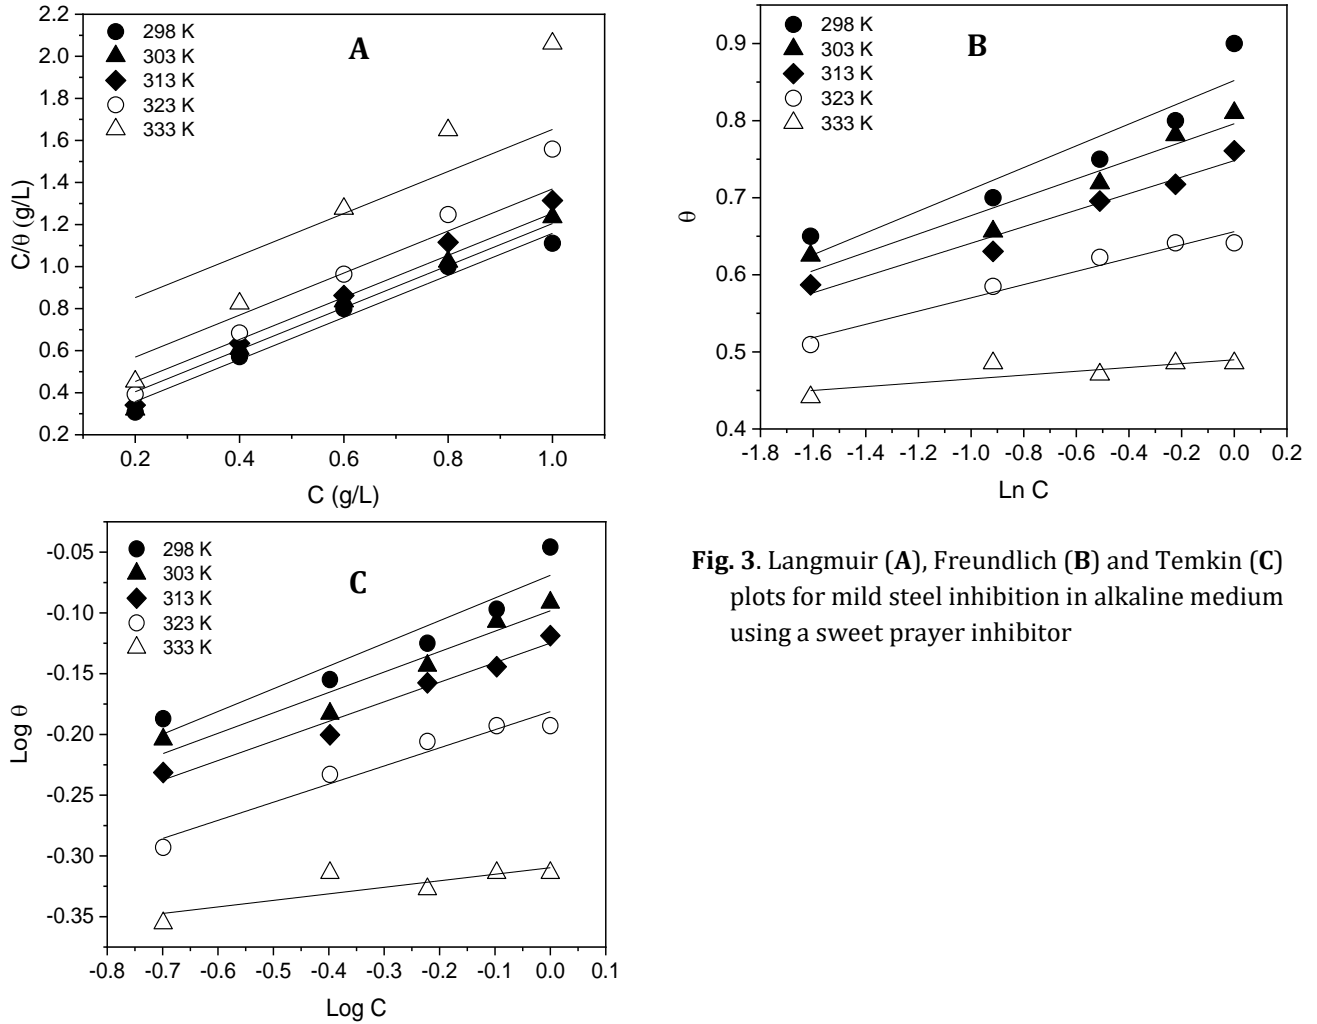 2.2
2.0
1.8
1.6
1.4
1.2
1.0
0.8
0.6
0.4
0.2
C/θ (g/L)
298 K
303 K
313 K
323 K
333 K
A
0.2 0.4 0.6 0.8 1.0
C (g/L)
0.9
0.8
0.7
0.6
0.5
0.4
θ
298 K
303 K
313 K
323 K
333 K
B
-1.8 -1.6 -1.4 -1.2 -1.0 -0.8 -0.6 -0.4 -0.2 0.0 0.2
Ln C
-0.05
-0.10
-0.15
-0.20
-0.25
-0.30
-0.35
Log θ
298 K
303 K
313 K
323 K
333 K
C
-0.8 -0.7 -0.6 -0.5 -0.4 -0.3 -0.2 -0.1 0.0 0.1
Log C
Fig. 3. Langmuir (A), Freundlich (B) and Temkin (C)
plots for mild steel inhibition in alkaline medium
using a sweet prayer inhibitor